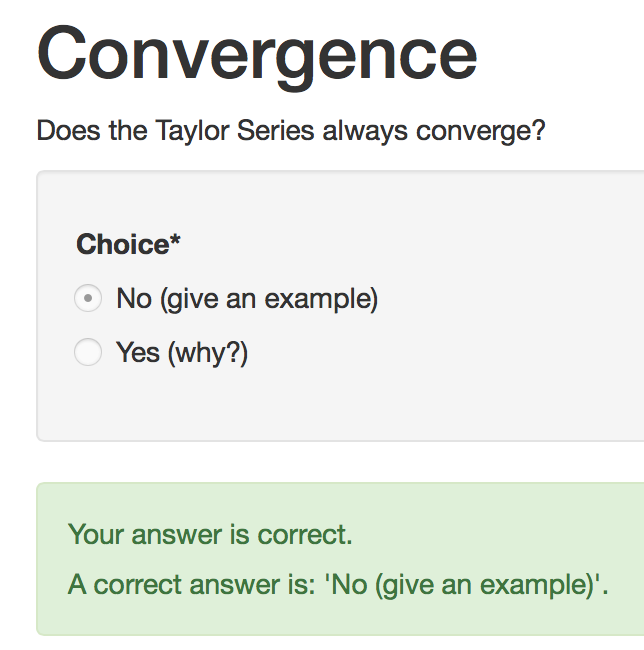 Convergence
Does the Taylor Series always converge?
Choice*
No (give an example)
Yes (why?)
Your answer is correct.
A correct answer is: 'No (give an example)'.